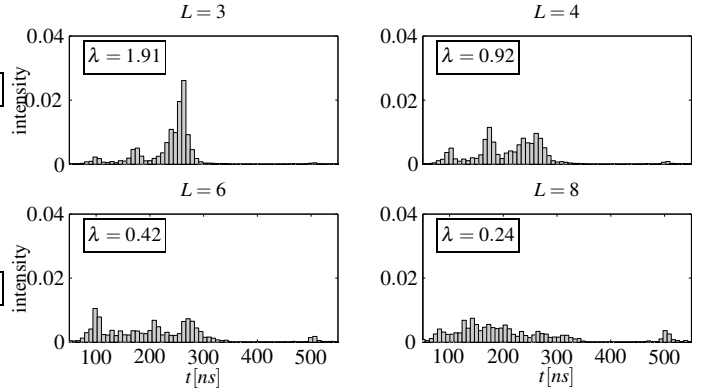 L = 3
L = 4
0.04
0.02
0
intensity
λ = 1.91
0.04
0.02
0
λ = 0.92
L = 6
L = 8
0.04
0.02
0
intensity
λ = 0.42
100 200 300 400 500
t[ns]
0.04
0.02
0
λ = 0.24
100 200 300 400 500
t[ns]